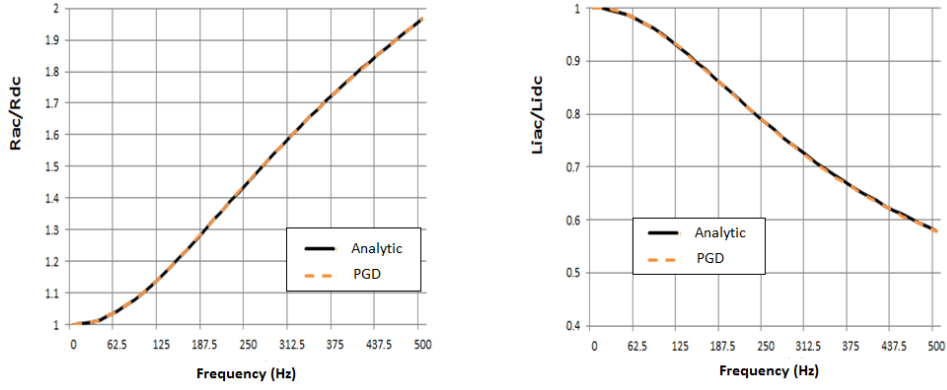 Rac/Rdc
2
1.9
1.8
1.7
1.6
1.5
1.4
1.3
1.2
1.1
1
0 62.5 125 187.5 250 312.5 375 437.5 500
Frequency (Hz)
Analytic
PGD
Liac/Lidc
1
0.9
0.8
0.7
0.6
0.5
0.4
0 62.5 125 187.5 250 312.5 375 437.5 500
Frequency (Hz)
Analytic
PGD